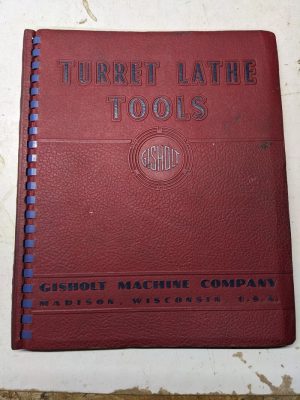 TURRET LATHE
TOOLS
GISHOLT
GISHOLT MACHINE COMPANY
MADISON, WISCONSIN U.S.A.